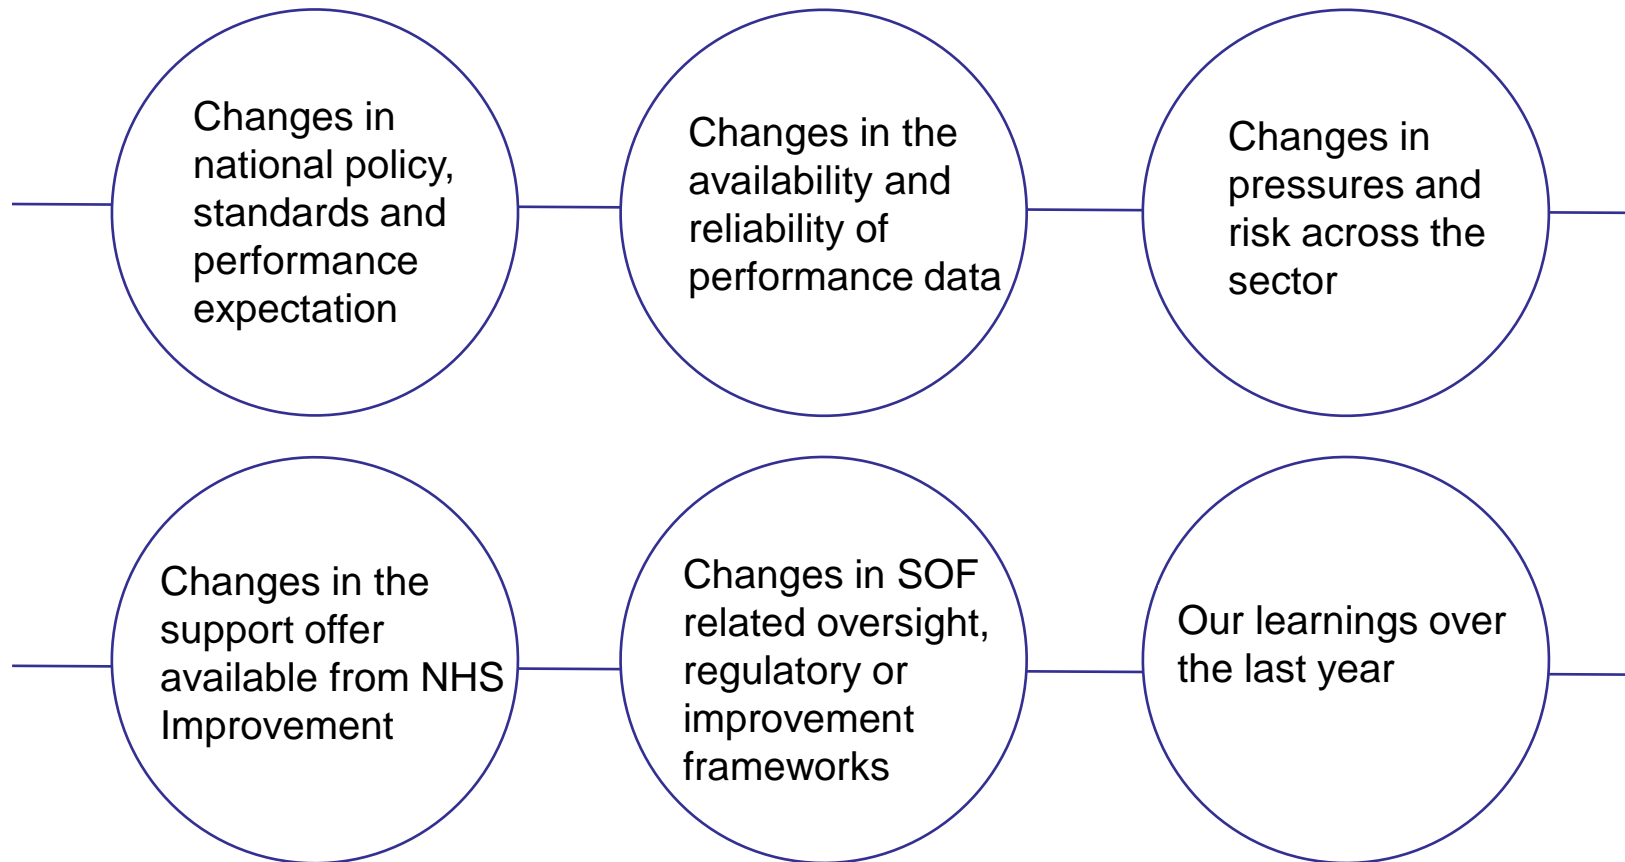 Changes in
national policy,
standards and
performance
expectation
Changes in the
availability and
reliability of
performance data
Changes in
pressures and
risk across the
sector
Changes in the
support offer
available from NHS
Improvement
Changes in SOF
related oversight,
regulatory or
improvement
frameworks
Our learnings over
the last year